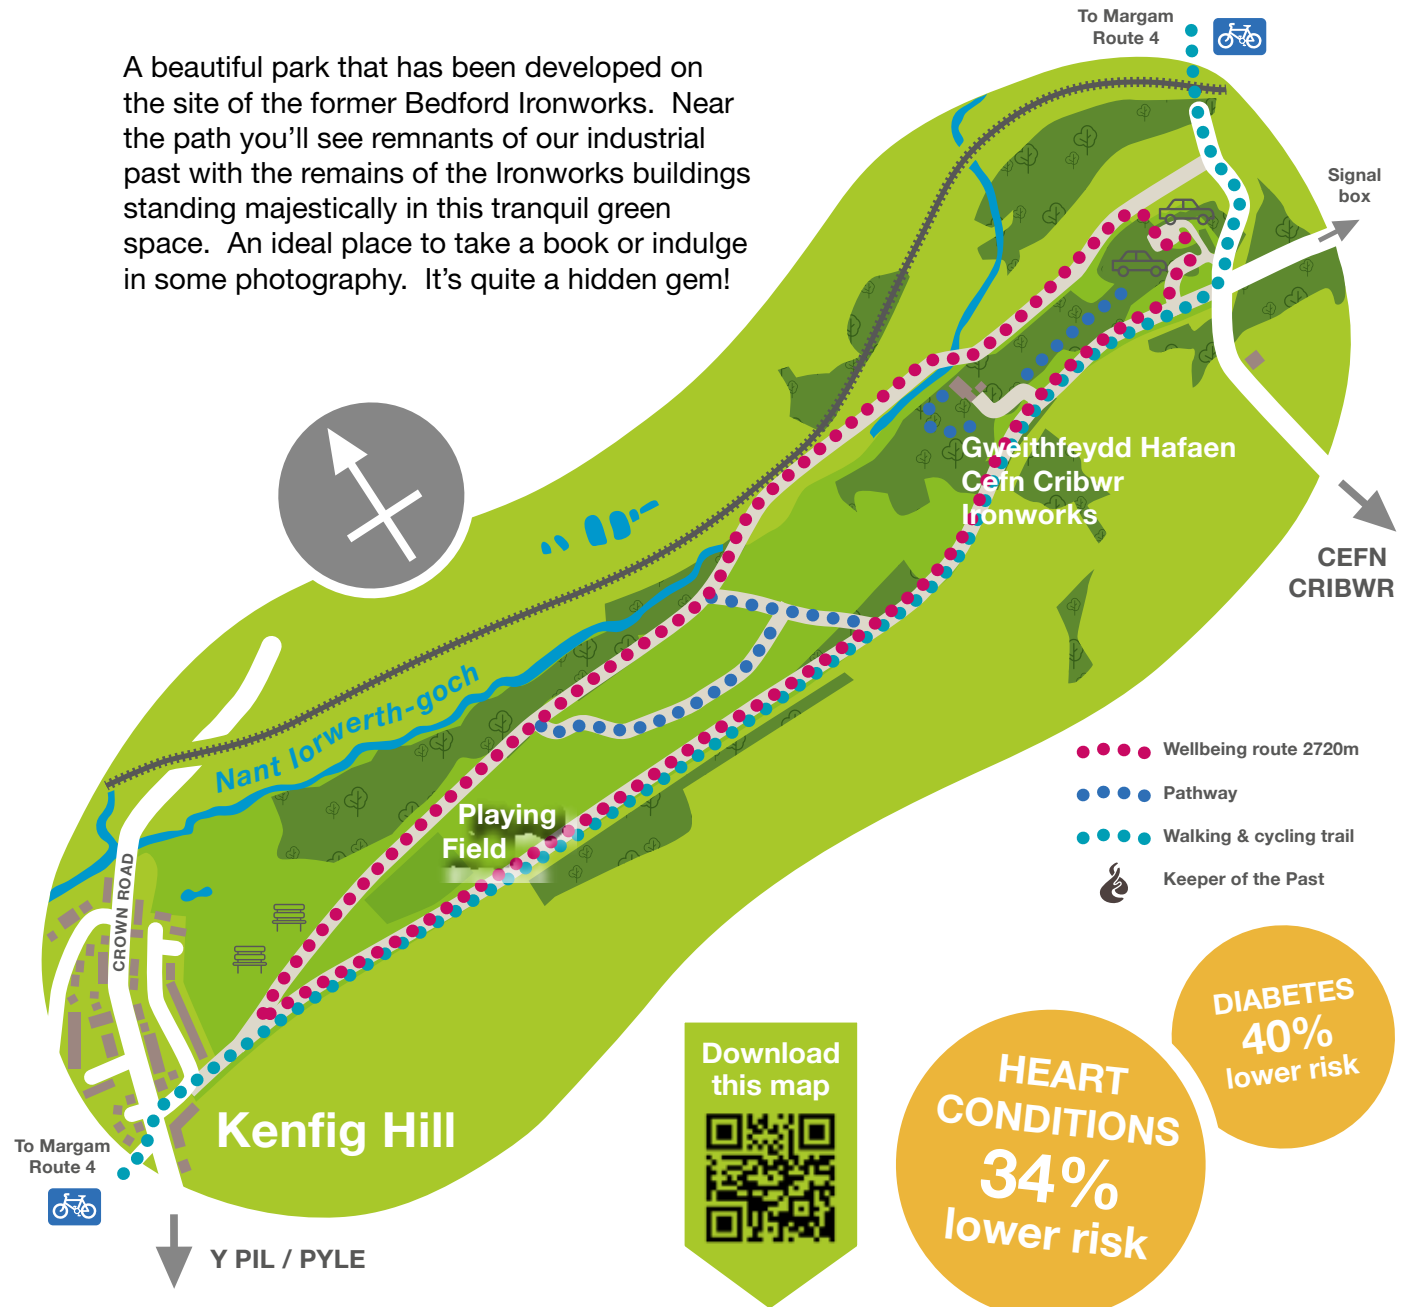 To Margam
Route 4
A beautiful park that has been developed on
the site of the former Bedford Ironworks.  Near
the path you'll see remnants of our industrial
past with the remains of the Ironworks buildings
standing majestically in this tranquil green
space.  An ideal place to take a book or indulge
in some photography.  It's quite a hidden gem!
Signal
box
Gweithfeydd Hafaen
Cefn Cribwr
Ironworks
CEFN
CRIBWR
Nant Iorwerth-goch
Playing
Field
CROWN ROAD
Wellbeing route 2720m
Pathway
Walking & cycling trail
Keeper of the Past
Kenfig Hill
To Margam
Route 4
Y PIL / PYLE
Download
this map
HEART
CONDITIONS
34%
lower risk
DIABETES
40%
lower risk